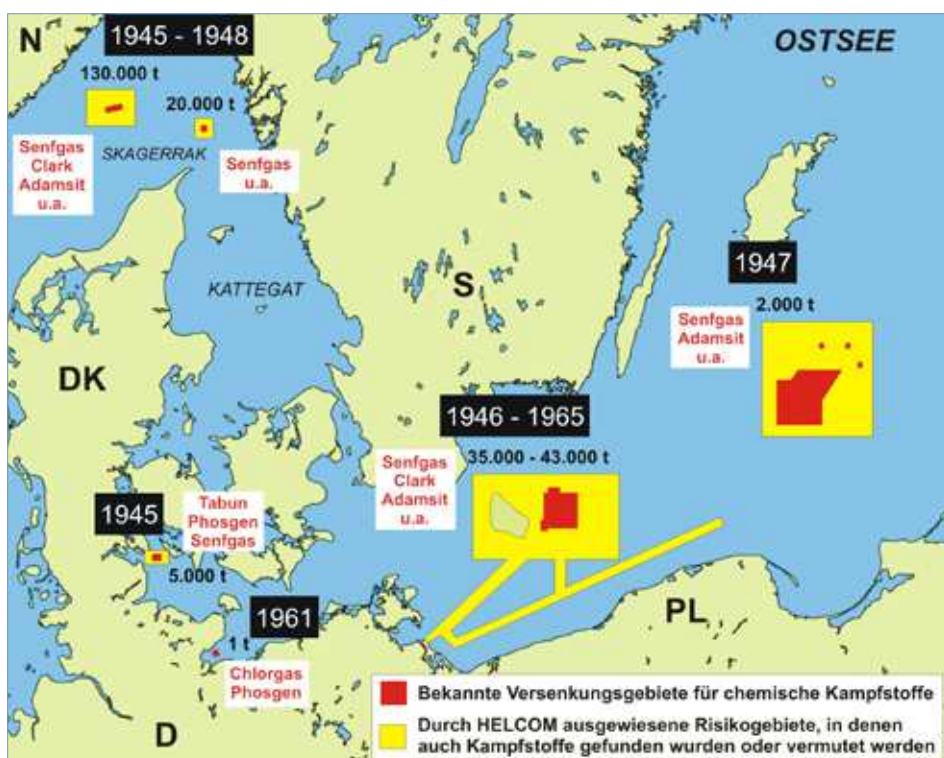 N
1945 - 1948
OSTSEE
130.000 t
20.000 t
Senfgas
Clark
Adamsit
u.a.
SKAGERRAK
Senfgas
u.a.
KATTEGAT
S
1947
2.000 t
Senfgas
Adamsit
u.a.
DK
1946 - 1965
35.000 - 43.000 t
Senfgas
Clark
Adamsit
u.a.
1945
Tabun
Phosgen
Senfgas
5.000 t
1961
1 t
Chlorgas
Phosgen
PL
D
Bekannte Versenkungsgebiete für chemische Kampfstoffe
Durch HELCOM ausgewiesene Risikogebiete, in denen
auch Kampfstoffe gefunden wurden oder vermutet werden